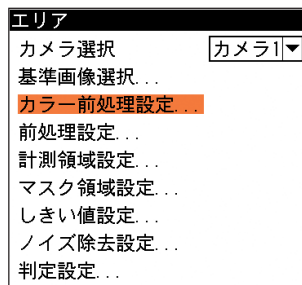 エリア
カメラ選択 カメラ1▼
基準画像選択...
カラー前処理設定...
前処理設定...
計測領域設定...
マスク領域設定...
しきい値設定...
ノイズ除去設定...
判定設定...